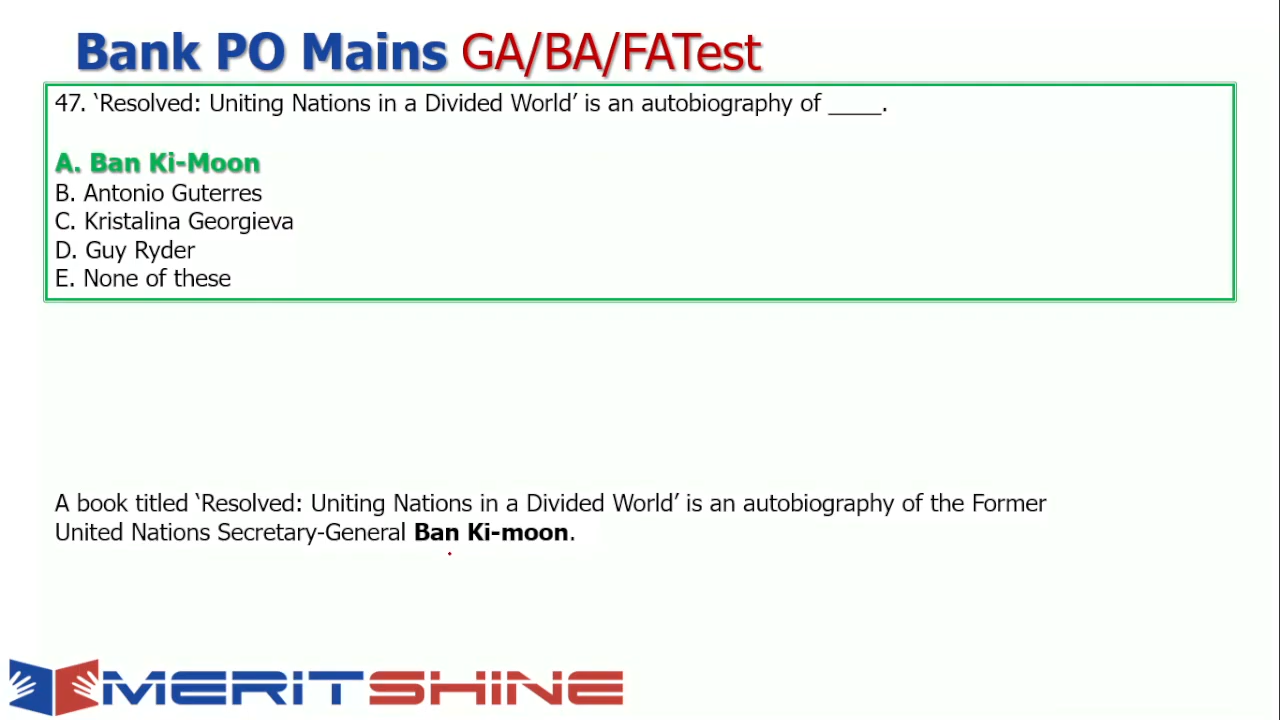 Bank PO Mains GA/BA/FATest
47. ‘Resolved: Uniting Nations in a Divided World’ is an autobiography of ____.
A. Ban Ki-Moon
B. Antonio Guterres
C. Kristalina Georgieva
D. Guy Ryder
E. None of these
A book titled ‘Resolved: Uniting Nations in a Divided World’ is an autobiography of the Former
United Nations Secretary-General Ban Ki-moon.
MERITSHINE